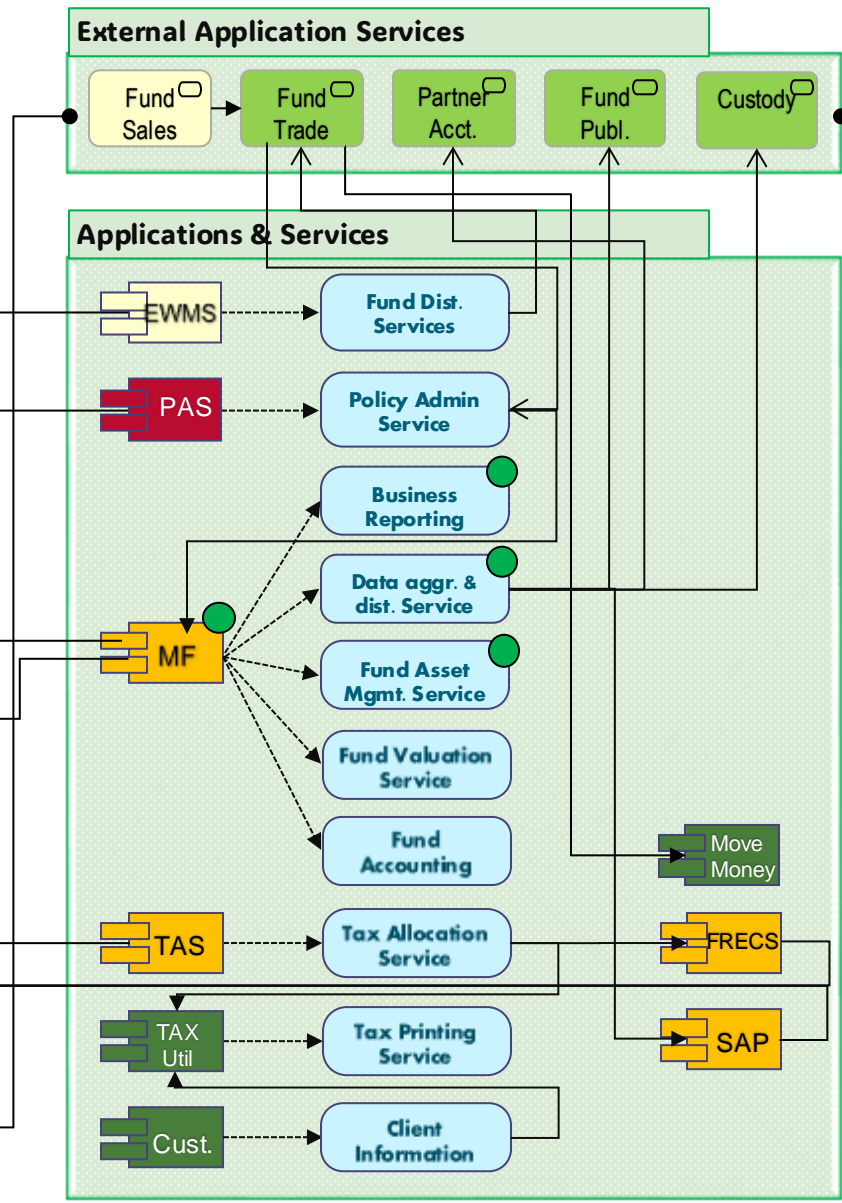 External Application Services
Fund
Sales
Fund
Trade
Partner
Acct.
Fund
Publ.
Custody
Applications & Services
EWMS
Fund Dist.
Services
PAS
Policy Admin
Service
Business
Reporting
Data aggr. &
dist. Service
MF
Fund Asset
Mgmt. Service
Fund Valuation
Service
Fund
Accounting
Move
Money
TAS
Tax Allocation
Service
FRECS
TAX
Util
Tax Printing
Service
SAP
Cust.
Client
Information